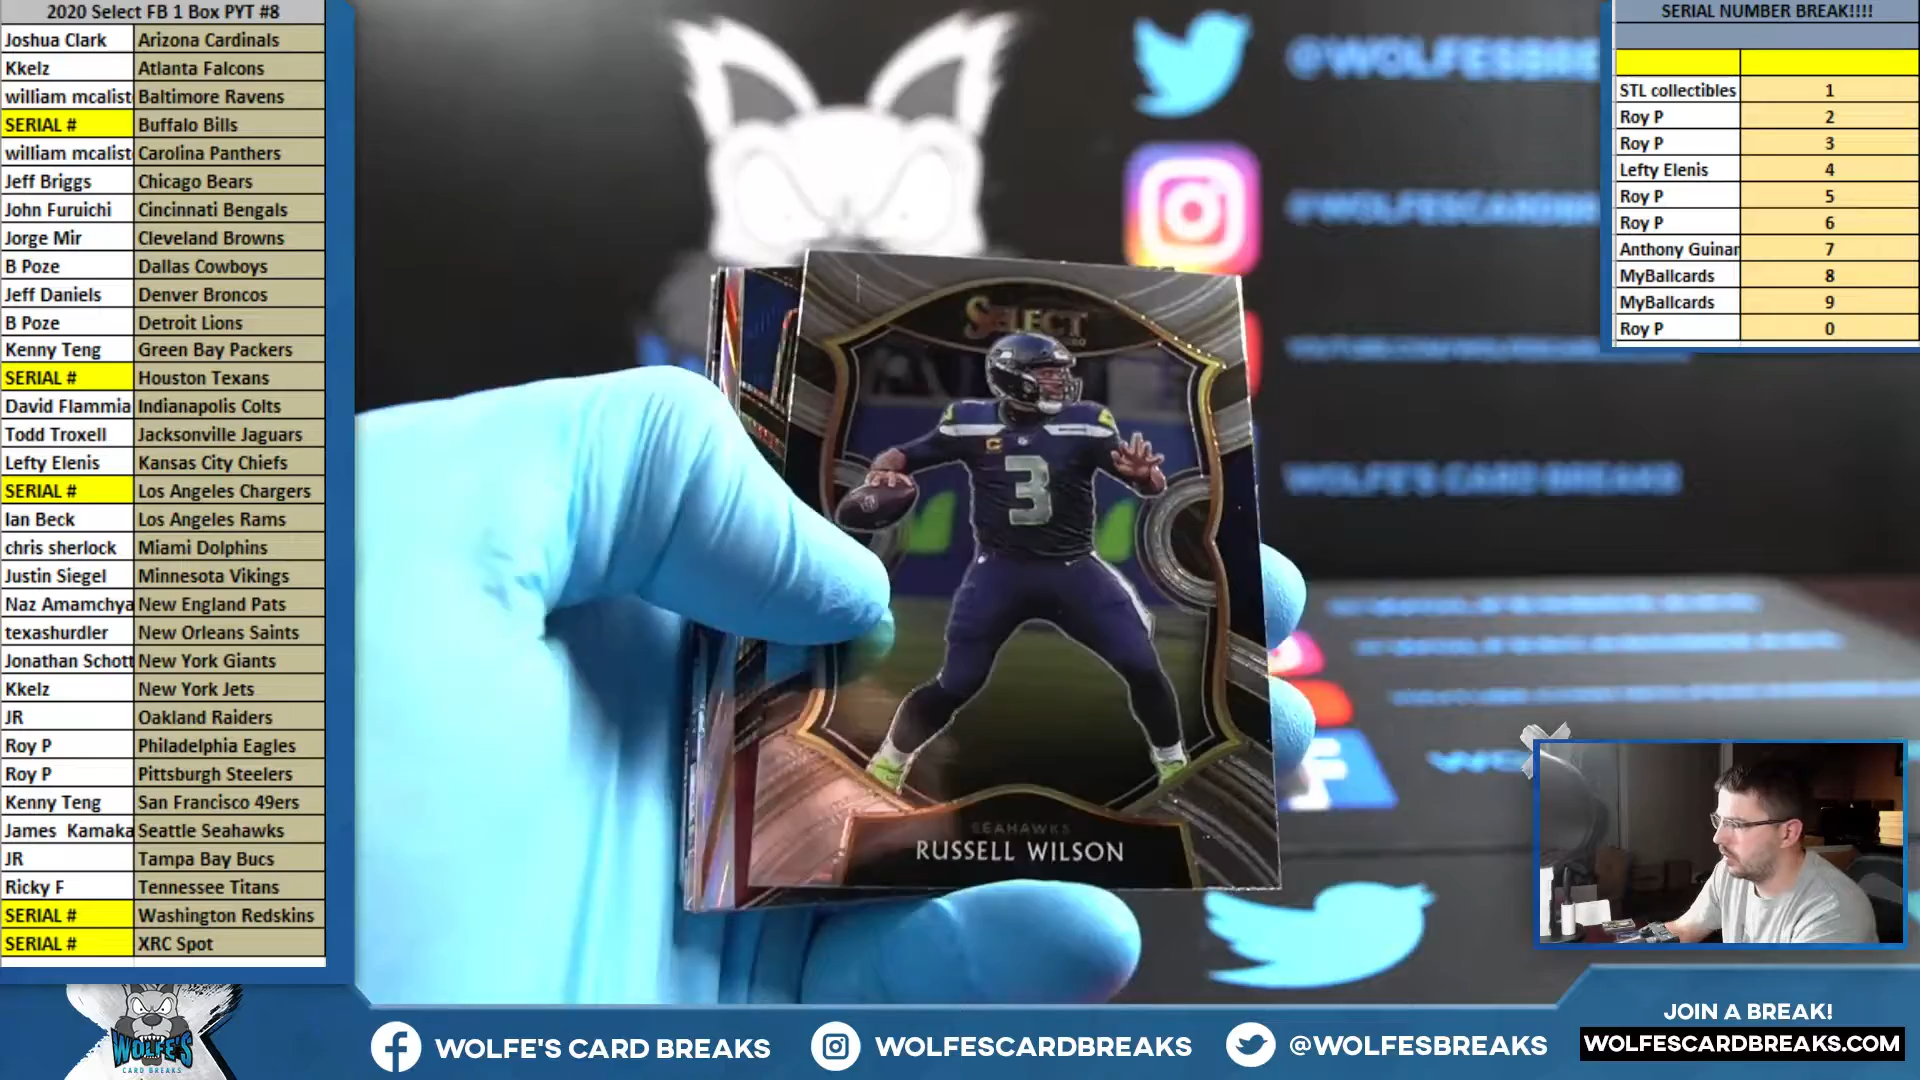 2020 Select FB 1 Box PYT #8
Joshua Clark Arizona Cardinals
Kkelz Atlanta Falcons
william mcalist Baltimore Ravens
SERIAL # Buffalo Bills
william mcalist Carolina Panthers
Jeff Briggs Chicago Bears
John Furuichi Cincinnati Bengals
Jorge Mir Cleveland Browns
B Poze Dallas Cowboys
Jeff Daniels Denver Broncos
B Poze Detroit Lions
Kenny Teng Green Bay Packers
SERIAL # Houston Texans
David Flammia Indianapolis Colts
Todd Troxell Jacksonville Jaguars
Lefty Elenis Kansas City Chiefs
SERIAL # Los Angeles Chargers
Ian Beck Los Angeles Rams
chris sherlock Miami Dolphins
Justin Siegel Minnesota Vikings
Naz Amamchya New England Pats
texashurdler New Orleans Saints
Jonathan Schott New York Giants
Kkelz New York Jets
JR Oakland Raiders
Roy P Philadelphia Eagles
Roy P Pittsburgh Steelers
Kenny Teng San Francisco 49ers
James Kamaka Seattle Seahawks
JR Tampa Bay Bucs
Ricky F Tennessee Titans
SERIAL # Washington Redskins
SERIAL # XRC Spot
@WOLFESBRE
@WOLFESCARDBR
WOLFE'S CARD BREAKS
SELECT
3
SEAHAWKS
RUSSELL WILSON
SERIAL NUMBER BREAK!!!!
STL collectibles 1
Roy P 2
Roy P 3
Lefty Elenis 4
Roy P 5
Roy P 6
Anthony Guinar 7
MyBallcards 8
MyBallcards 9
Roy P 0
WOLFE'S
CARD BREAKS
WOLFE'S CARD BREAKS
WOLFESCARDBREAKS
@WOLFESBREAKS
JOIN A BREAK!
WOLFESCARDBREAKS.COM